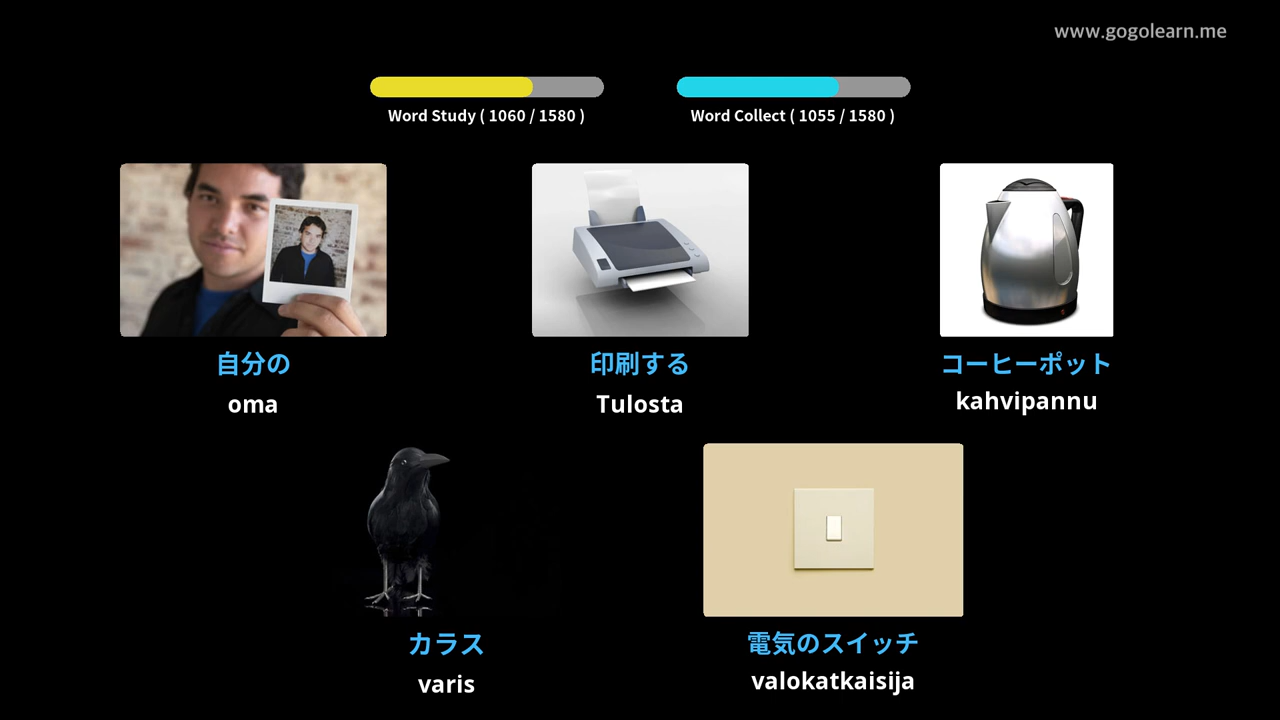 www.gogolearn.me
Word Study ( 1060 / 1580 )
Word Collect ( 1055 / 1580 )
自分の
oma
印刷する
Tulosta
コーヒーポット
kahvipannu
カラス
varis
電気のスイッチ
valokatkaisija